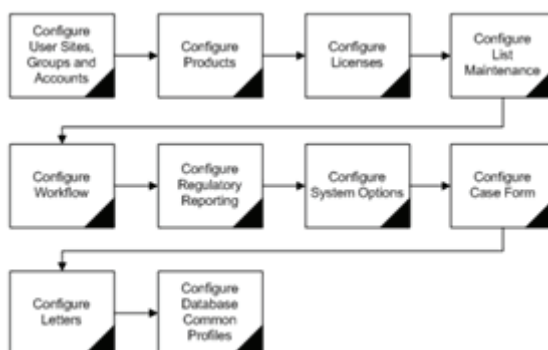 Configure
User Sites,
Groups and
Accounts
Configure
Products
Configure
Licenses
Configure
List
Maintenance
Configure
Workflow
Configure
Regulatory
Reporting
Configure
System Options
Configure
Case Form
Configure
Letters
Configure
Database
Common
Profiles